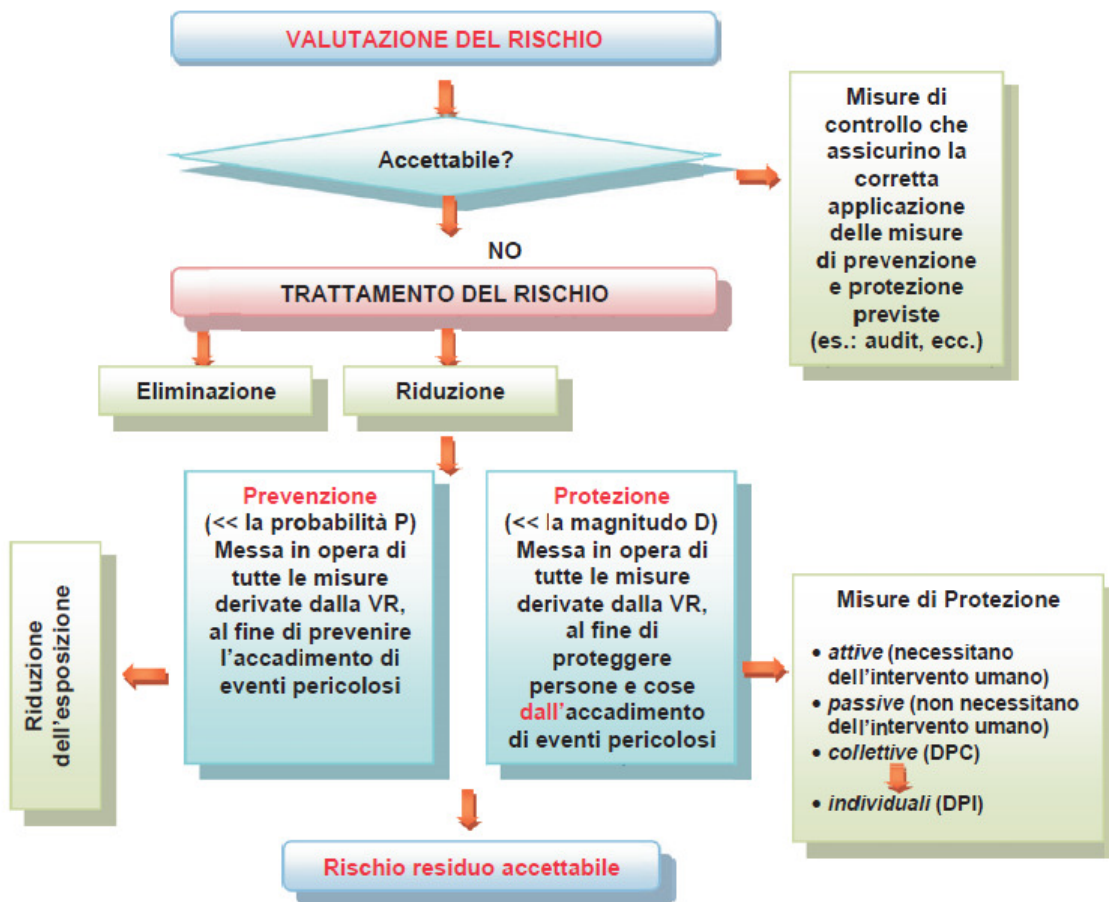 VALUTAZIONE DEL RISCHIO
Accettabile?
Misure di
controllo che
assicurino la
corretta
applicazione
delle misure
di prevenzione
e protezione
previste
(es.: audit, ecc.)
NO
TRATTAMENTO DEL RISCHIO
Eliminazione
Riduzione
Riduzione
dell'esposizione
Prevenzione
(<< la probabilità P)
Messa in opera di
tutte le misure
derivate dalla VR,
al fine di prevenire
l'accadimento di
eventi pericolosi
Protezione
(<< la magnitudo D)
Messa in opera di
tutte le misure
derivate dalla VR,
al fine di
proteggere
persone e cose
dall'accadimento
di eventi pericolosi
Misure di Protezione
• attive (necessitano
dell'intervento umano)
• passive (non necessitano
dell'intervento umano)
• collettive (DPC)
• individuali (DPI)
Rischio residuo accettabile